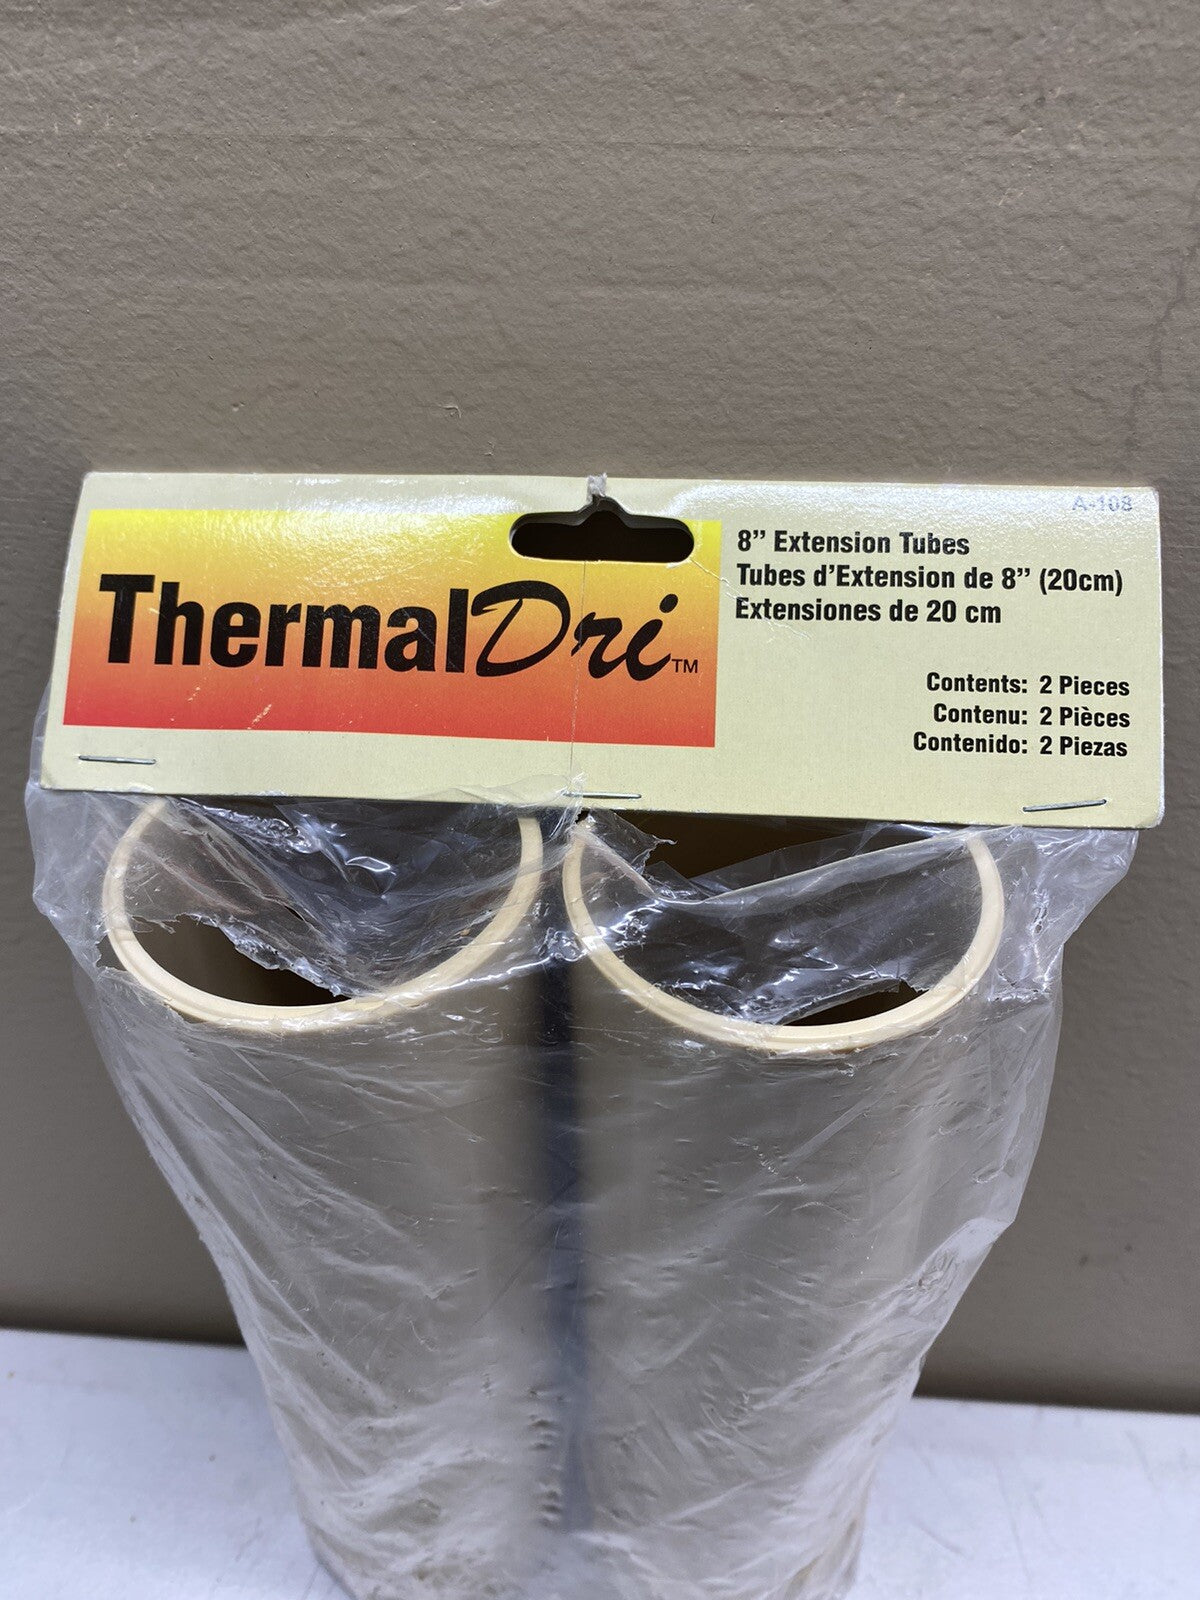 A-108
ThermalDri™
8” Extension Tubes
Tubes d’Extension de 8” (20cm)
Extensiones de 20 cm
Contents: 2 Pieces
Contenu: 2 Pièces
Contenido: 2 Piezas